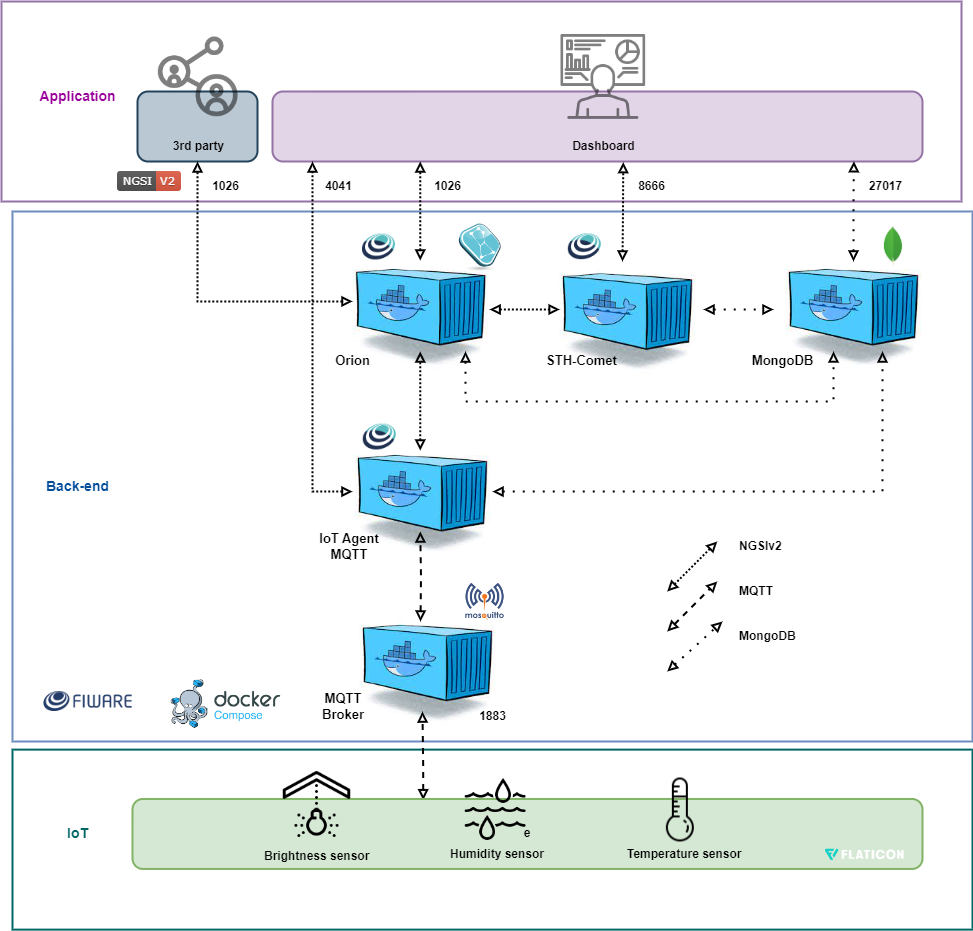 Application
3rd party
Dashboard
NGSI V2
1026
4041
1026
8666
27017
Orion
STH-Comet
MongoDB
Back-end
IoT Agent
MQTT
NGSIv2
MQTT
MongoDB
mosquitto
FIWARE
docker
Compose
MQTT
Broker
1883
IoT
Brightness sensor
e
Humidity sensor
Temperature sensor
FLATICON